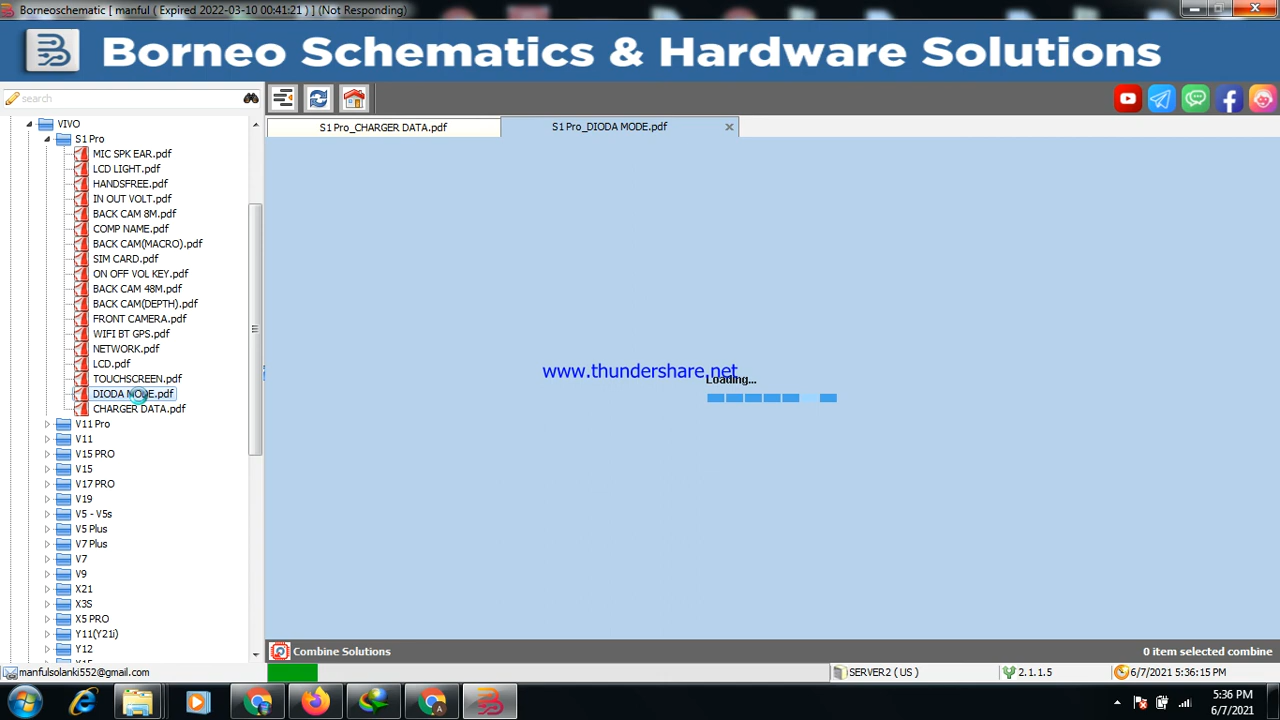 Borneoschematic [ manful ( Expired 2022-03-10 00:41:21 ) ] (Not Responding)
Borneo Schematics & Hardware Solutions
search
VIVO
S1 Pro
MIC SPK EAR.pdf
LCD LIGHT.pdf
HANDSFREE.pdf
IN OUT VOLT.pdf
BACK CAM 8M.pdf
COMP NAME.pdf
BACK CAM(MACRO).pdf
SIM CARD.pdf
ON OFF VOL KEY.pdf
BACK CAM 48M.pdf
BACK CAM(DEPTH).pdf
FRONT CAMERA.pdf
WIFI BT GPS.pdf
NETWORK.pdf
LCD.pdf
TOUCHSCREEN.pdf
DIODA MODE.pdf
CHARGER DATA.pdf
V11 Pro
V11
V15 PRO
V15
V17 PRO
V19
V5 - V5s
V5 Plus
V7 Plus
V7
V9
X21
X3S
X5 PRO
Y11(Y21i)
Y12
S1 Pro_CHARGER DATA.pdf
S1 Pro_DIODA MODE.pdf
www.thundershare.net
Loading...
Combine Solutions
0 item selected combine
manfulsolanki552@gmail.com
SERVER2 ( US )
2.1.1.5
6/7/2021 5:36:15 PM
5:36 PM
6/7/2021